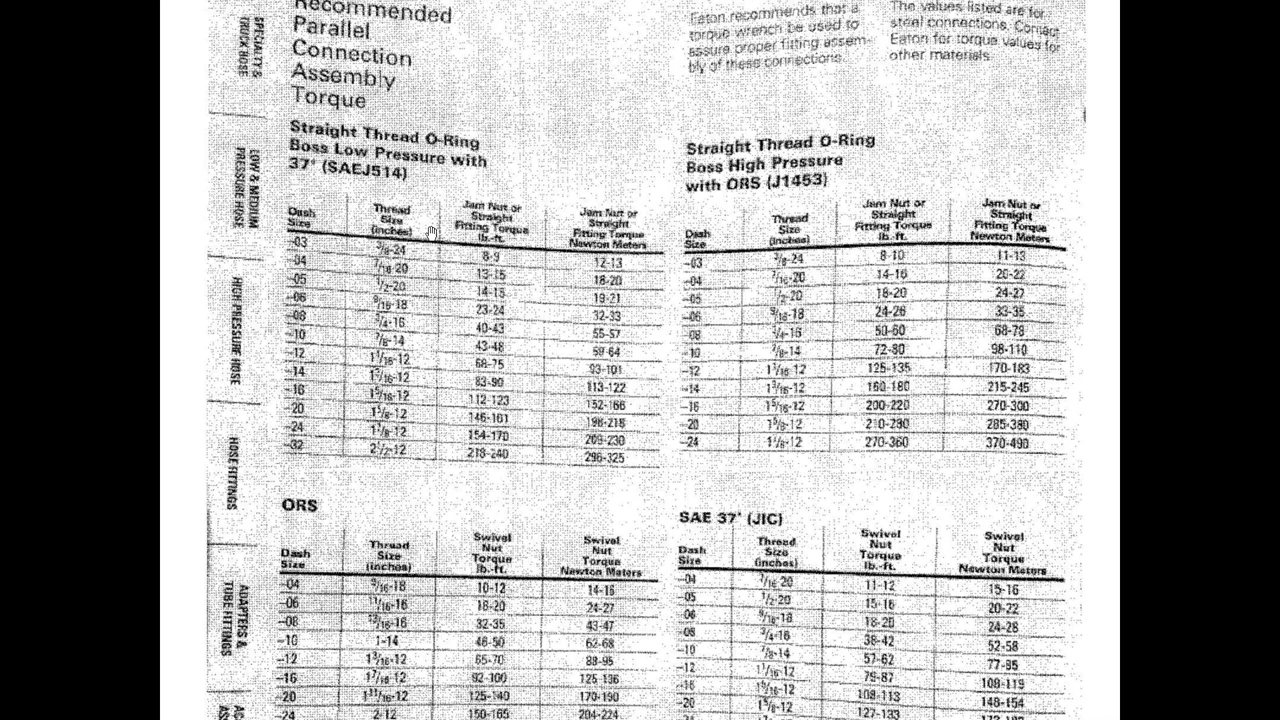 Recommended
Parallel
Connection
Assembly
Torque
Eaton recommends that a
torque wrench be used to
assure proper fitting assem-
bly of these connections.
The values listed are for
steel connections. Contact
Eaton for torque values for
other materials.
SPECIALTY &
TRUCK HOSE
LOW & MEDIUM
PRESSURE HOSE
HIGH PRESSURE HOSE
HOSE FITTINGS
ADAPTERS &
TUBE FITTINGS
Straight Thread O-Ring
Boss Low Pressure with
37° (SAEJ514)
Dash Size Thread Size (inches) Jam Nut or Straight Fitting Torque lb.-ft. Jam Nut or Straight Fitting Torque Newton Meters
-03 3/8-24 8-9 12-13
-04 7/16-20 13-15 18-20
-05 1/2-20 14-15 19-21
-06 9/16-18 23-24 32-33
-08 3/4-16 40-43 55-57
-10 7/8-14 43-48 59-64
-12 1 1/16-12 68-75 93-101
-14 1 3/16-12 83-90 113-122
-16 1 5/16-12 112-123 152-166
-20 1 5/8-12 146-161 198-218
-24 1 7/8-12 154-170 209-230
-32 2 1/2-12 218-240 296-325
Straight Thread O-Ring
Boss High Pressure
with ORS (J1453)
Dash Size Thread Size (inches) Jam Nut or Straight Fitting Torque lb.-ft. Jam Nut or Straight Fitting Torque Newton Meters
-03 3/8-24 8-10 11-13
-04 7/16-20 14-16 20-22
-05 1/2-20 18-20 24-27
-06 9/16-18 24-26 33-35
-08 3/4-16 50-60 68-79
-10 7/8-14 72-80 98-110
-12 1 1/16-12 125-135 170-183
-14 1 3/16-12 160-180 215-245
-16 1 5/16-12 200-220 270-300
-20 1 5/8-12 210-280 285-380
-24 1 7/8-12 270-360 370-490
ORS
Dash Size Thread Size (inches) Swivel Nut Torque lb.-ft. Swivel Nut Torque Newton Meters
-04 9/16-18 10-12 14-16
-06 11/16-16 18-20 24-27
-08 13/16-16 32-35 43-47
-10 1-14 46-50 62-68
-12 1 3/16-12 65-70 88-95
-16 1 7/16-12 92-100 125-136
-20 1 11/16-12 125-140 170-190
-24 2-12 150-165 204-224
SAE 37° (JIC)
Dash Size Thread Size (inches) Swivel Nut Torque lb.-ft. Swivel Nut Torque Newton Meters
-04 7/16-20 11-12 15-16
-05 1/2-20 15-16 20-22
-06 9/16-18 18-20 24-28
-08 3/4-16 38-42 52-58
-10 7/8-14 57-62 77-85
-12 1 1/16-12 79-87 108-119
-16 1 5/16-12 108-113 148-154
-20 1 5/8-12 127-133